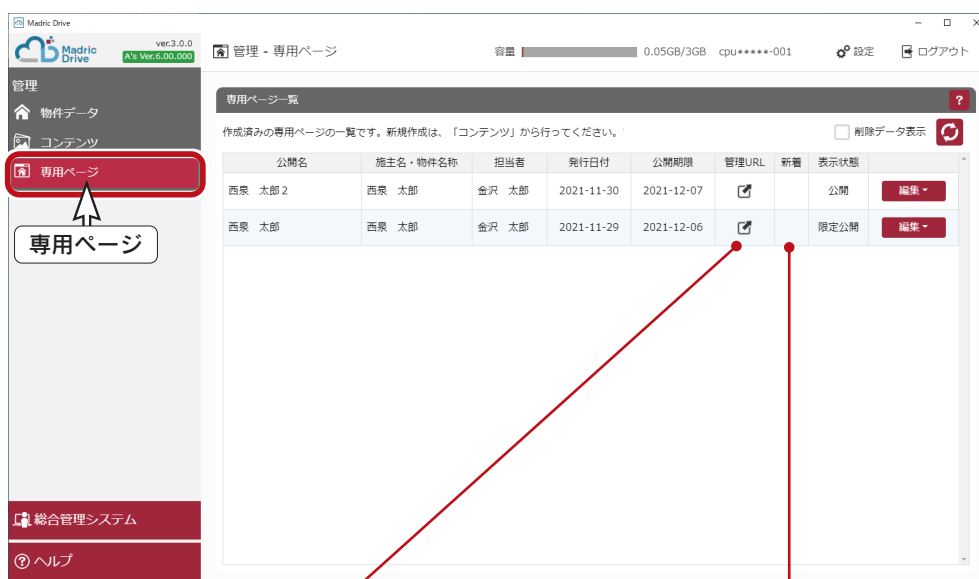 Madric Drive
Madric Drive
ver.3.0.0
A's Ver.6.00.000
管理 - 専用ページ
容量
0.05GB/3GB
cpu*****-001
設定
ログアウト
管理
物件データ
コンテンツ
専用ページ
専用ページ
専用ページ一覧
?
作成済みの専用ページの一覧です。新規作成は、「コンテンツ」から行ってください。
削除データ表示
公開名 施主名・物件名称 担当者 発行日付 公開期限 管理URL 新着 表示状態
西泉 太郎2 西泉 太郎 金沢 太郎 2021-11-30 2021-12-07 公開 編集
西泉 太郎 西泉 太郎 金沢 太郎 2021-11-29 2021-12-06 限定公開 編集
総合管理システム
? ヘルプ